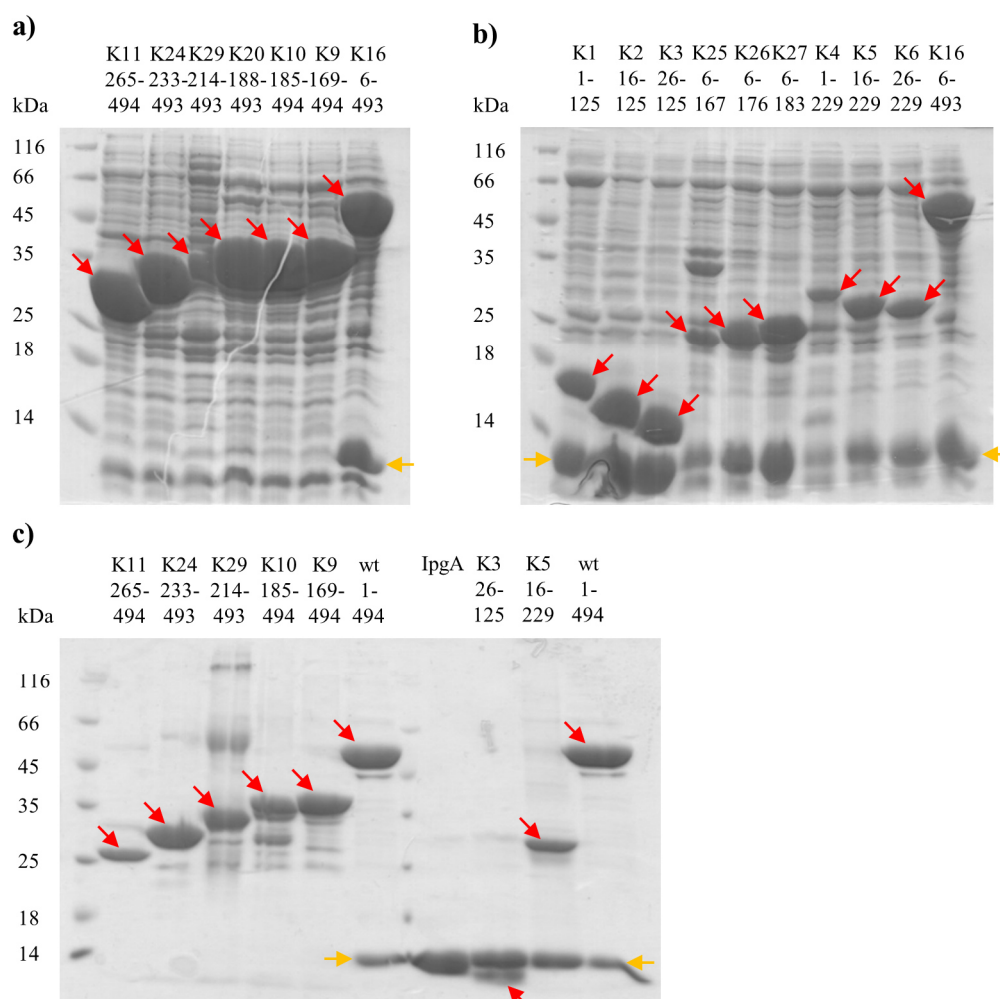 a)
K11 K24 K29 K20 K10 K9 K16
265- 233- 214- 188- 185- 169- 6-
kDa 494 493 493 493 494 494 493
116
66
45
35
25
18
14
b)
K1 K2 K3 K25 K26 K27 K4 K5 K6 K16
1- 16- 26- 6- 6- 6- 1- 16- 26- 6-
kDa 125 125 125 167 176 183 229 229 229 493
116
66
45
35
25
18
14
c)
K11 K24 K29 K10 K9 wt IpgA K3 K5 wt
265- 233- 214- 185- 169- 1- 26- 16- 1-
kDa 494 493 493 494 494 494 125 229 494
116
66
45
35
25
18
14